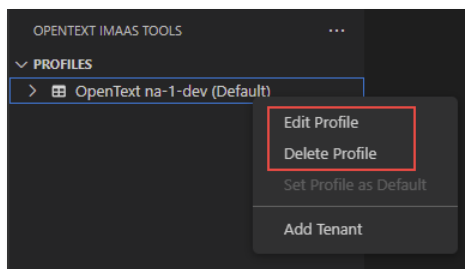 OPENTEXT IMAAS TOOLS
PROFILES
OpenText na-1-dev (Default)
Edit Profile
Delete Profile
Set Profile as Default
Add Tenant